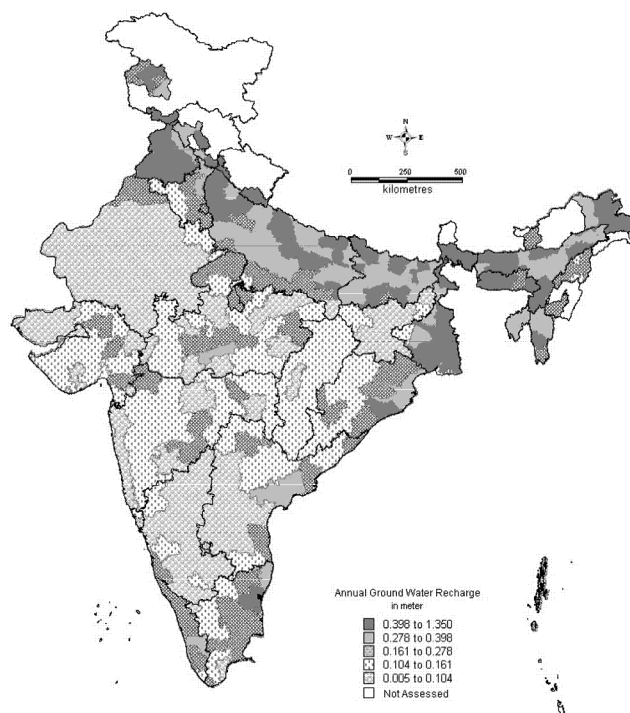 N
W E
S
0 250 500
kilometres
Annual Ground Water Recharge
in meter
0.398 to 1.350
0.278 to 0.398
0.161 to 0.278
0.104 to 0.161
0.005 to 0.104
Not Assessed